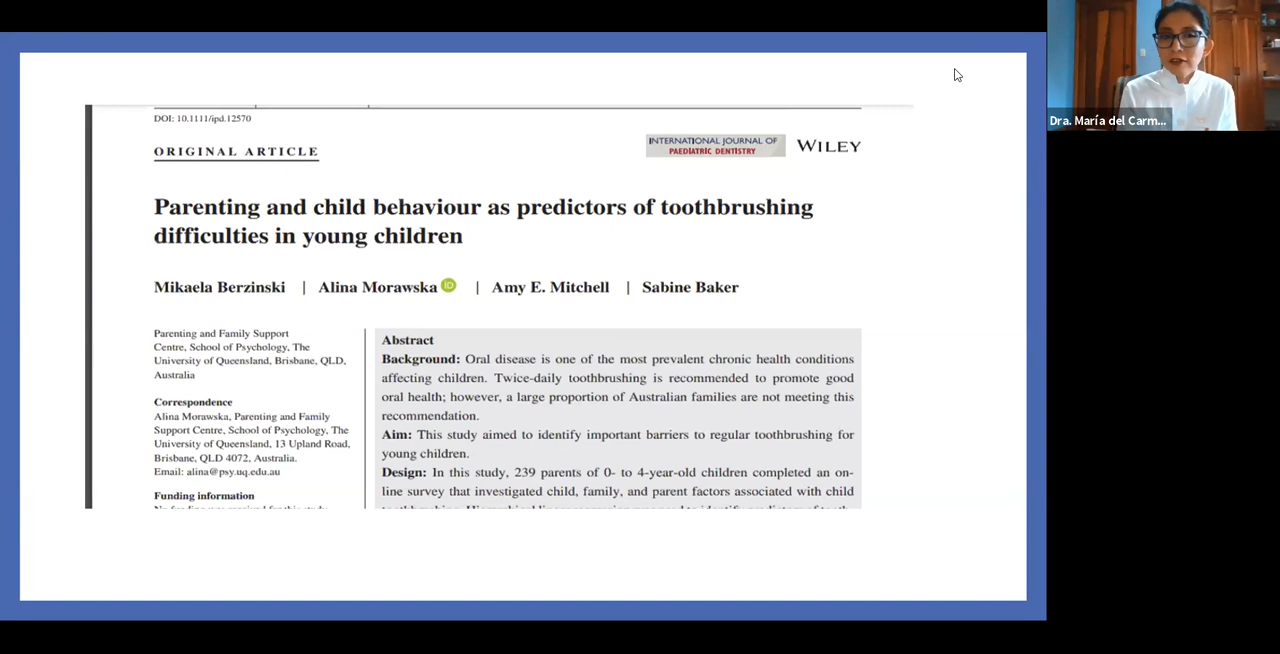 DOI: 10.1111/ipd.12570
ORIGINAL ARTICLE
INTERNATIONAL JOURNAL OF
PAEDIATRIC DENTISTRY
WILEY
Parenting and child behaviour as predictors of toothbrushing
difficulties in young children
Mikaela Berzinski | Alina Morawska iD | Amy E. Mitchell | Sabine Baker
Parenting and Family Support
Centre, School of Psychology, The
University of Queensland, Brisbane, QLD,
Australia
Correspondence
Alina Morawska, Parenting and Family
Support Centre, School of Psychology, The
University of Queensland, 13 Upland Road,
Brisbane, QLD 4072, Australia.
Email: alina@psy.uq.edu.au
Funding information
Abstract
Background: Oral disease is one of the most prevalent chronic health conditions
affecting children. Twice-daily toothbrushing is recommended to promote good
oral health; however, a large proportion of Australian families are not meeting this
recommendation.
Aim: This study aimed to identify important barriers to regular toothbrushing for
young children.
Design: In this study, 239 parents of 0- to 4-year-old children completed an on-
line survey that investigated child, family, and parent factors associated with child
Dra. María del Carm...